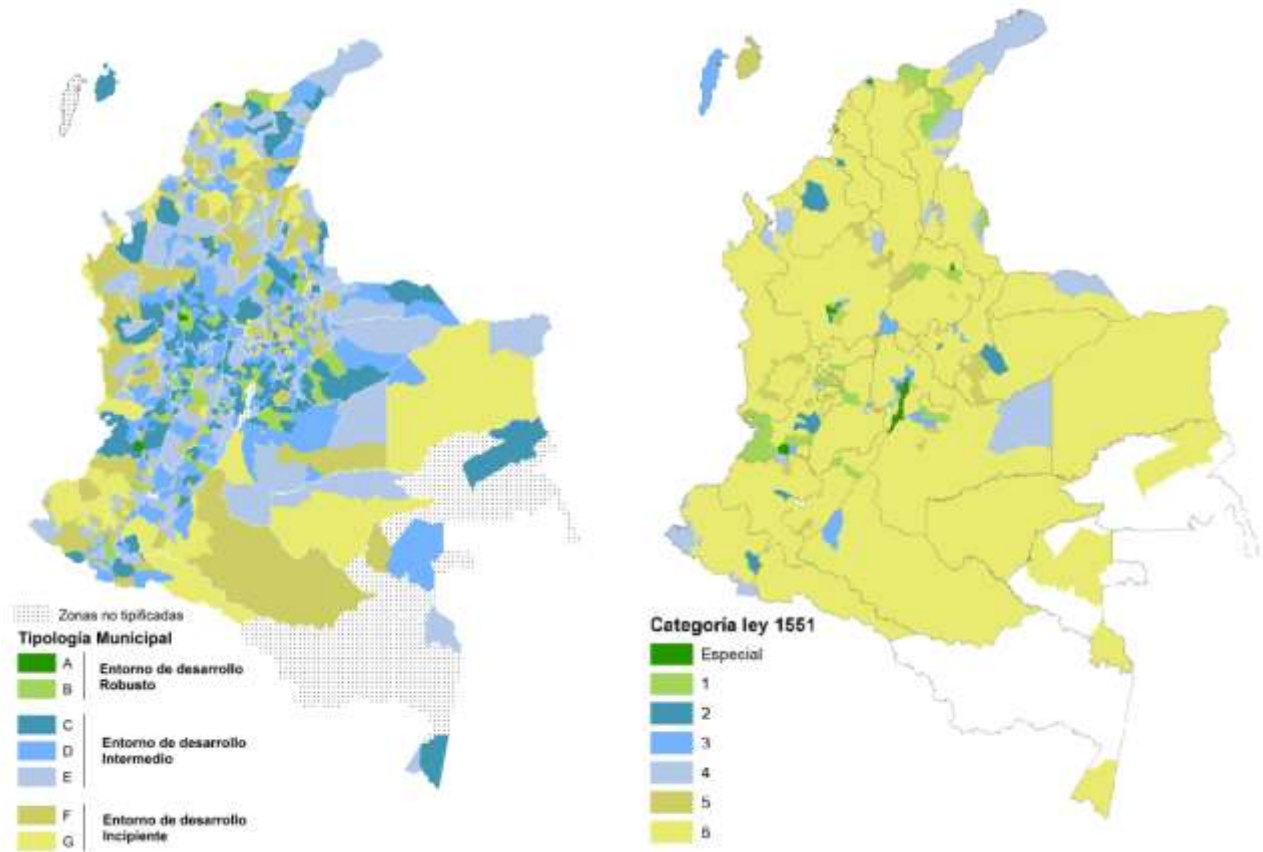 Zonas no tipificadas
Tipología Municipal
A
B
Entorno de desarrollo
Robusto
C
D
E
Entorno de desarrollo
Intermedio
F
G
Entorno de desarrollo
Incipiente
Categoría ley 1551
Especial
1
2
3
4
5
6